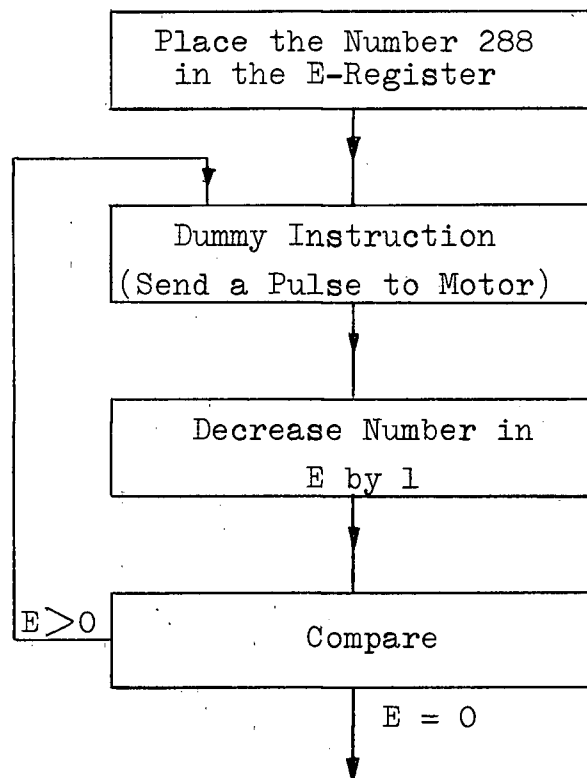 Place the Number 288
in the E-Register
Dummy Instruction
(Send a Pulse to Motor)
Decrease Number in
E by 1
E>0
Compare
E = 0